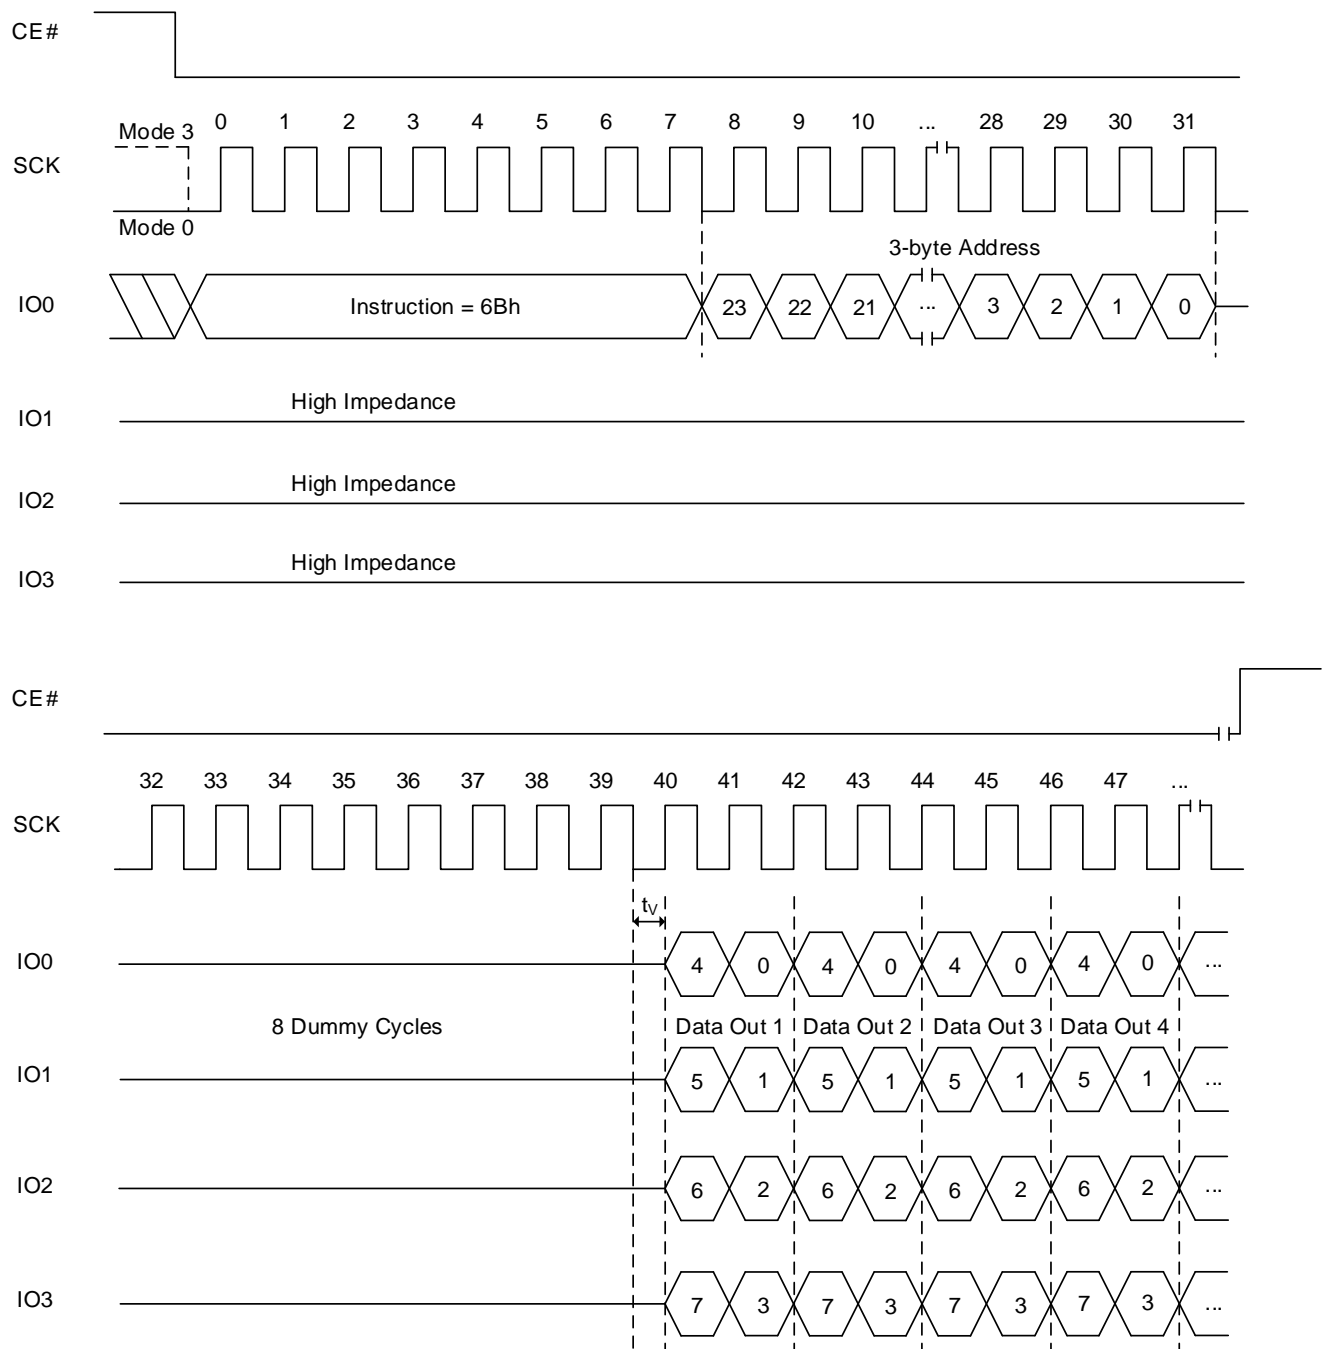 CE#
0 1 2 3 4 5 6 7 8 9 10 ... 28 29 30 31
Mode 3
SCK
Mode 0
3-byte Address
IO0 Instruction = 6Bh 23 22 21 ... 3 2 1 0
High Impedance
IO1
High Impedance
IO2
High Impedance
IO3
CE#
32 33 34 35 36 37 38 39 40 41 42 43 44 45 46 47 ...
SCK
tV
IO0 4 0 4 0 4 0 4 0 ...
8 Dummy Cycles Data Out 1 Data Out 2 Data Out 3 Data Out 4
IO1 5 1 5 1 5 1 5 1 ...
IO2 6 2 6 2 6 2 6 2 ...
IO3 7 3 7 3 7 3 7 3 ...